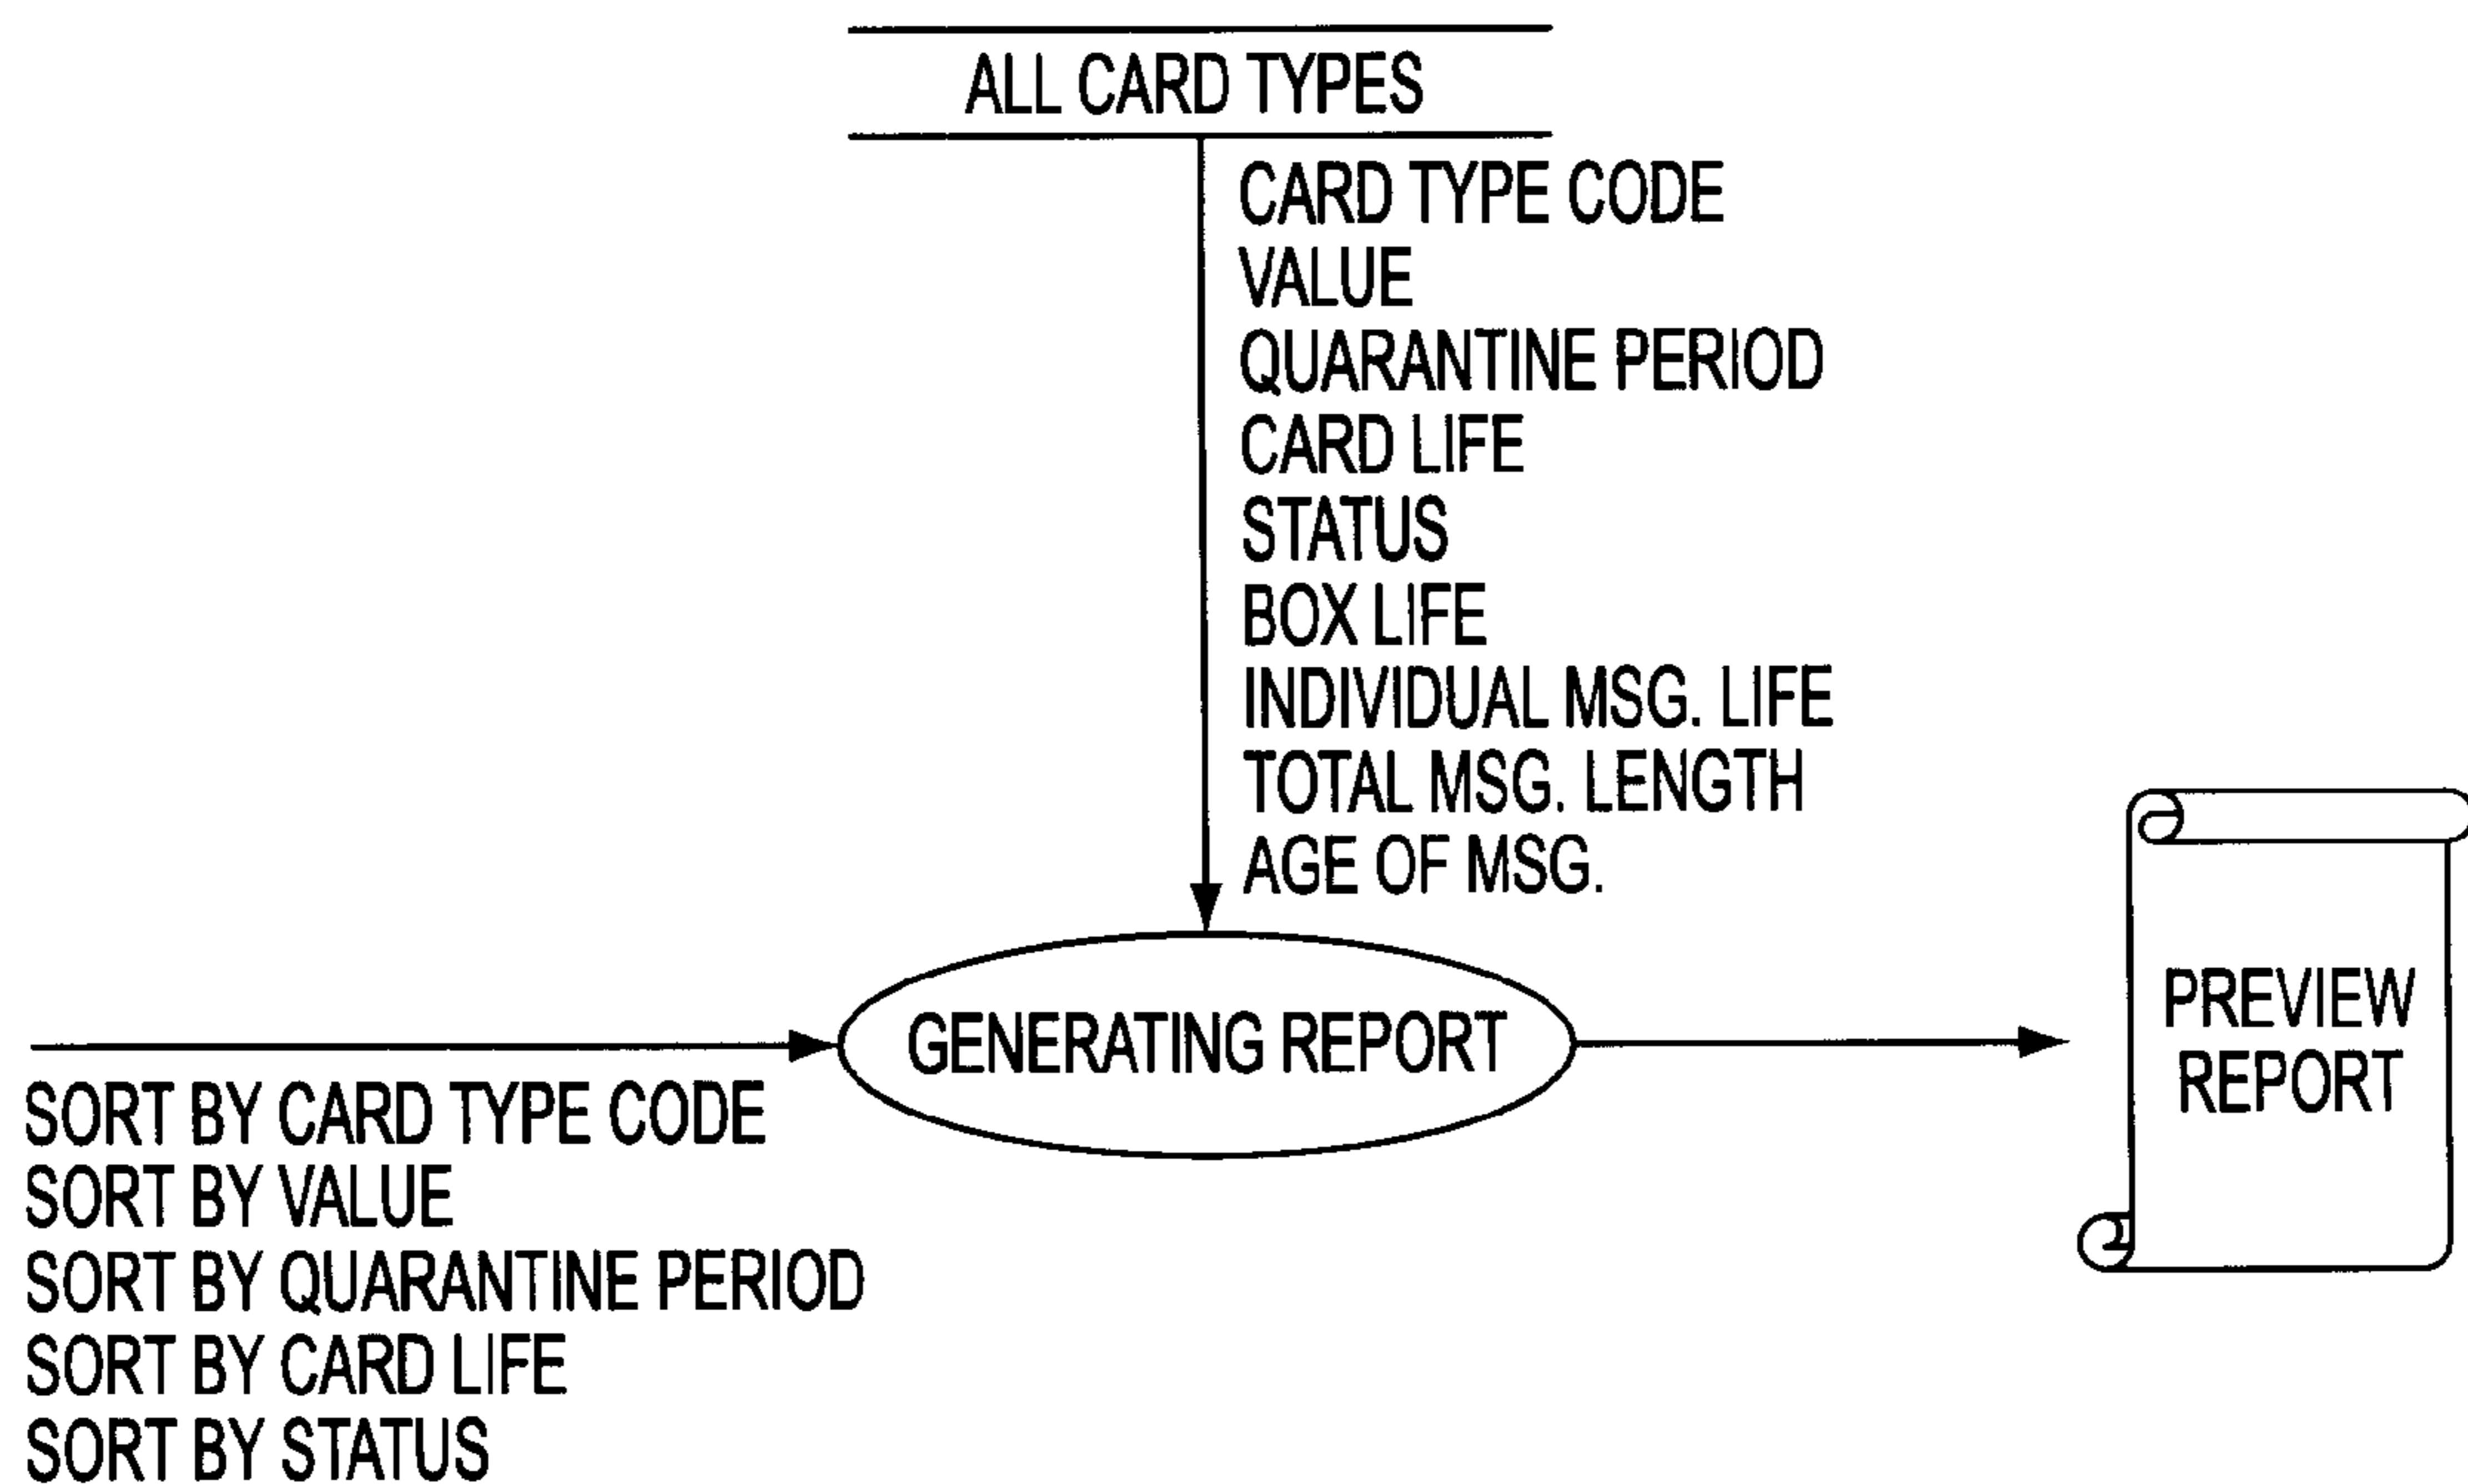 ALL CARD TYPES
CARD TYPE CODE
VALUE
QUARANTINE PERIOD
CARD LIFE
STATUS
BOX LIFE
INDIVIDUAL MSG. LIFE
TOTAL MSG. LENGTH
AGE OF MSG.
GENERATING REPORT
PREVIEW
REPORT
SORT BY CARD TYPE CODE
SORT BY VALUE
SORT BY QUARANTINE PERIOD
SORT BY CARD LIFE
SORT BY STATUS